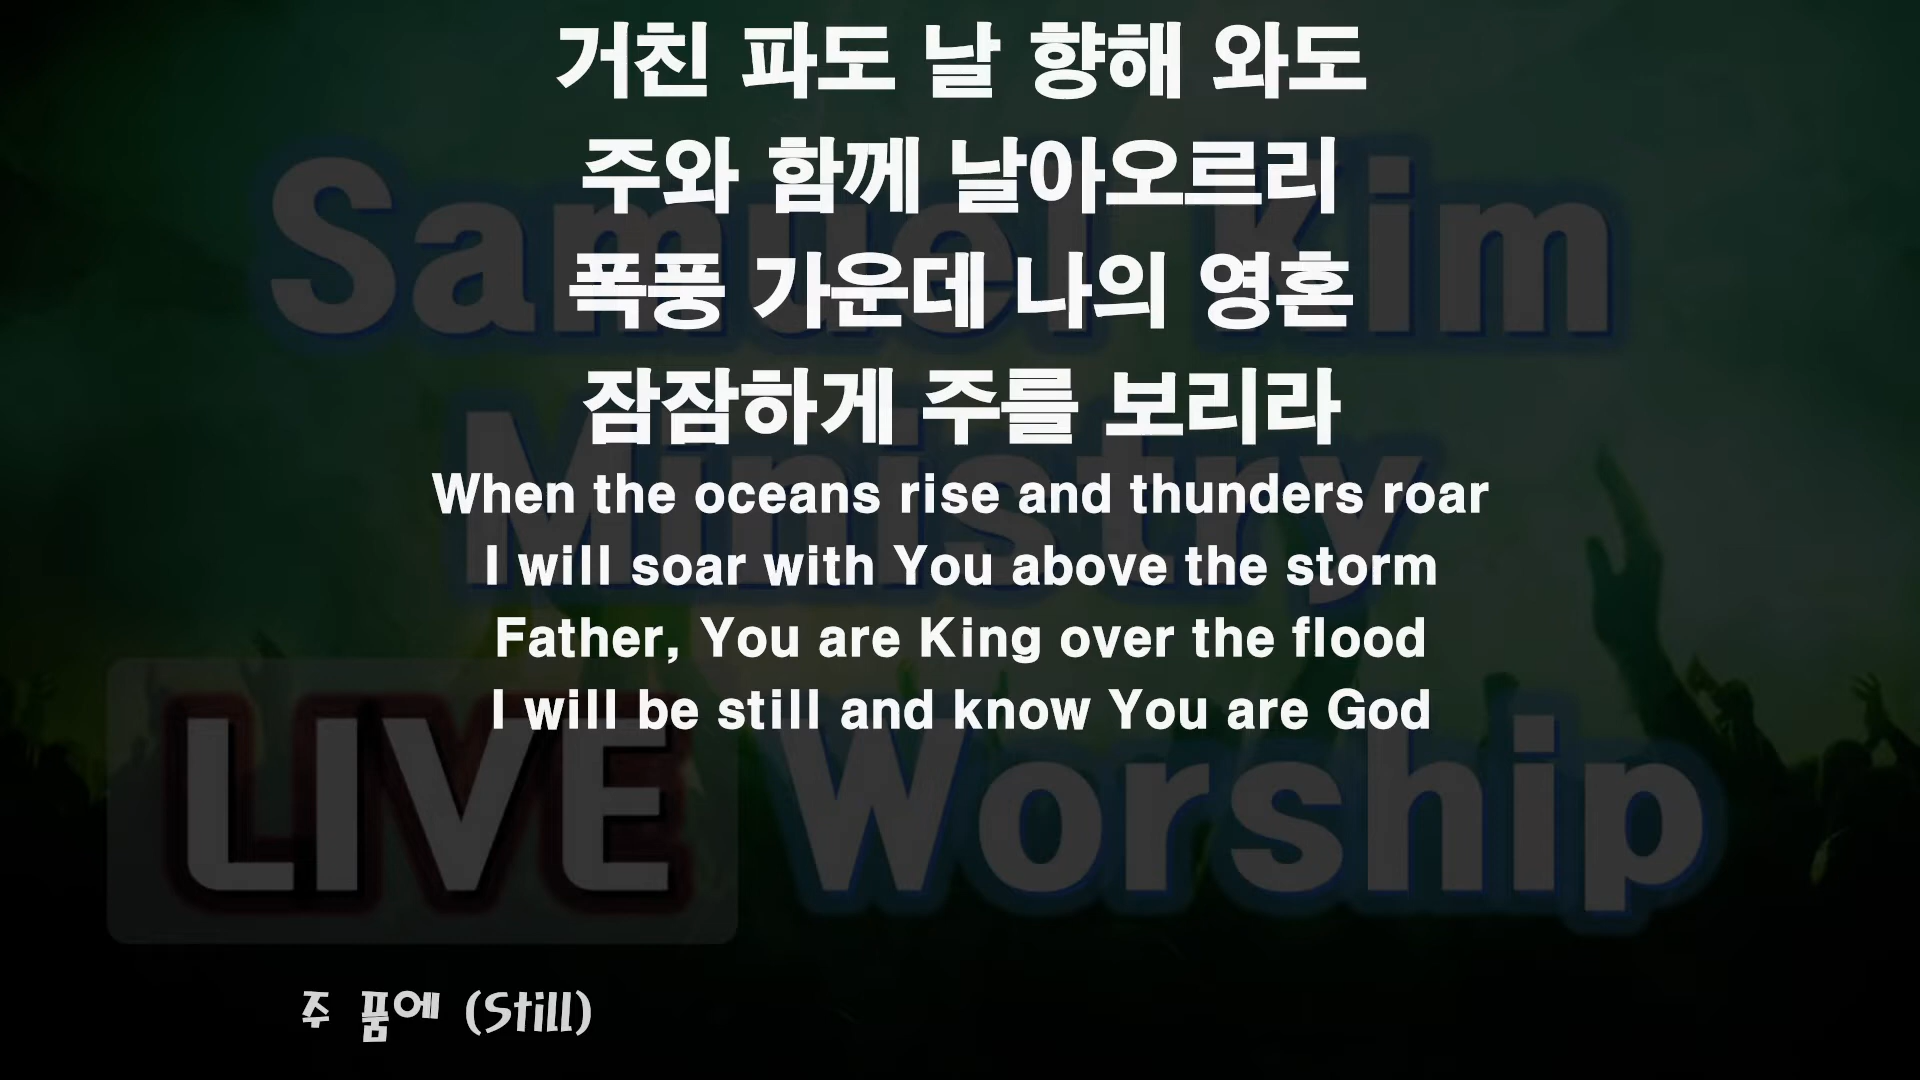 거친 파도 날 향해 와도
주와 함께 날아오르리
폭풍 가운데 나의 영혼
잠잠하게 주를 보리라
When the oceans rise and thunders roar
I will soar with You above the storm
Father, You are King over the flood
I will be still and know You are God
Samuel Kim
Ministry
LIVE Worship
주 품에 (Still)